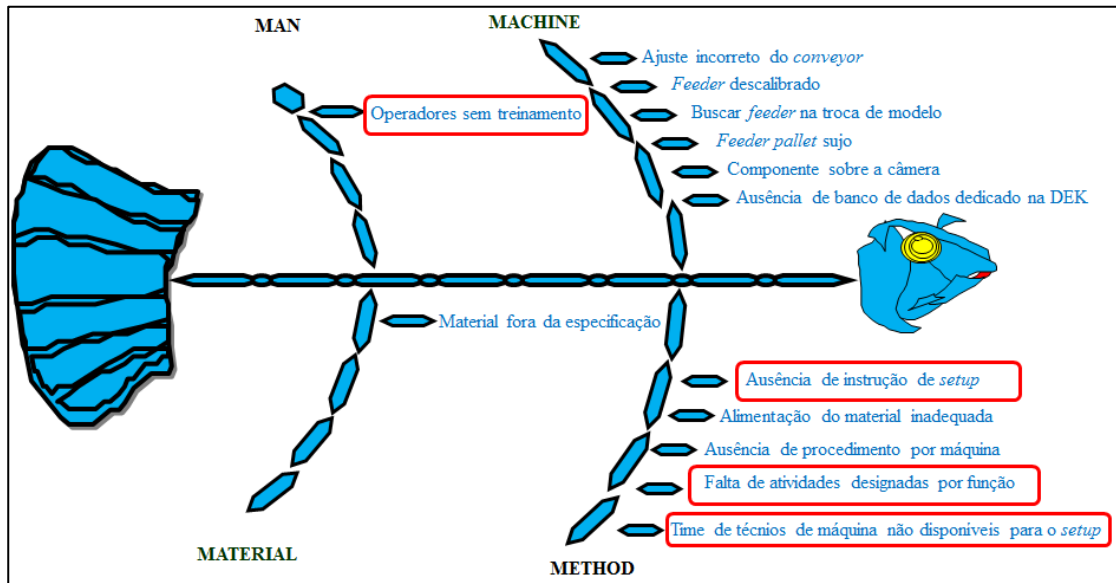 MAN
MACHINE
Ajuste incorreto do conveyor
Feeder descalibrado
Operadores sem treinamento
Buscar feeder na troca de modelo
Feeder pallet sujo
Componente sobre a câmera
Ausência de banco de dados dedicado na DEK
Material fora da especificação
Ausência de instrução de setup
Alimentação do material inadequada
Ausência de procedimento por máquina
Falta de atividades designadas por função
Time de técnios de máquina não disponíveis para o setup
MATERIAL
METHOD